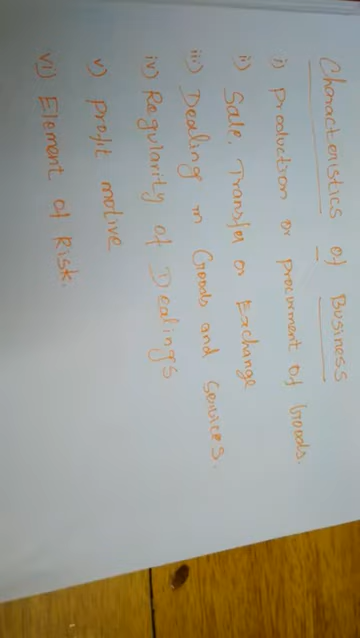 Characteristics of Business
i) Production or Procurment of Goods.
ii) Sale, Transfer or Exchange
iii) Dealing in Goods and Services.
iv) Regularity of Dealings
v) Profit motive
vi) Element of Risk.